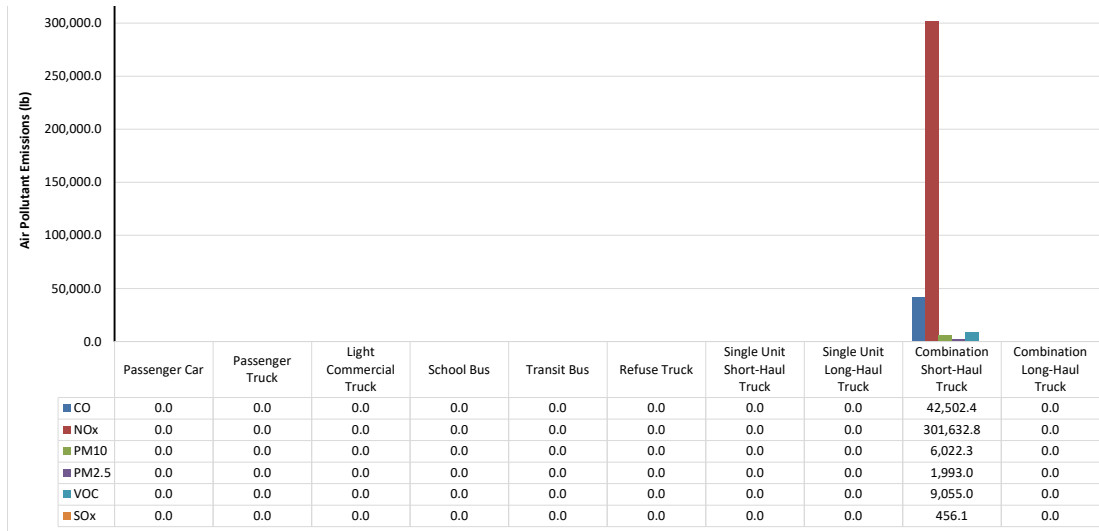 300,000.0
250,000.0
200,000.0
150,000.0
100,000.0
50,000.0
0.0
Air Pollutant Emissions (lb)
Passenger Car
Passenger
Truck
Light
Commercial
Truck
School Bus
Transit Bus
Refuse Truck
Single Unit
Short-Haul
Truck
Single Unit
Long-Haul
Truck
Combination
Short-Haul
Truck
Combination
Long-Haul
Truck
CO 0.0 0.0 0.0 0.0 0.0 0.0 0.0 0.0 42,502.4 0.0
NOx 0.0 0.0 0.0 0.0 0.0 0.0 0.0 0.0 301,632.8 0.0
PM10 0.0 0.0 0.0 0.0 0.0 0.0 0.0 0.0 6,022.3 0.0
PM2.5 0.0 0.0 0.0 0.0 0.0 0.0 0.0 0.0 1,993.0 0.0
VOC 0.0 0.0 0.0 0.0 0.0 0.0 0.0 0.0 9,055.0 0.0
SOx 0.0 0.0 0.0 0.0 0.0 0.0 0.0 0.0 456.1 0.0